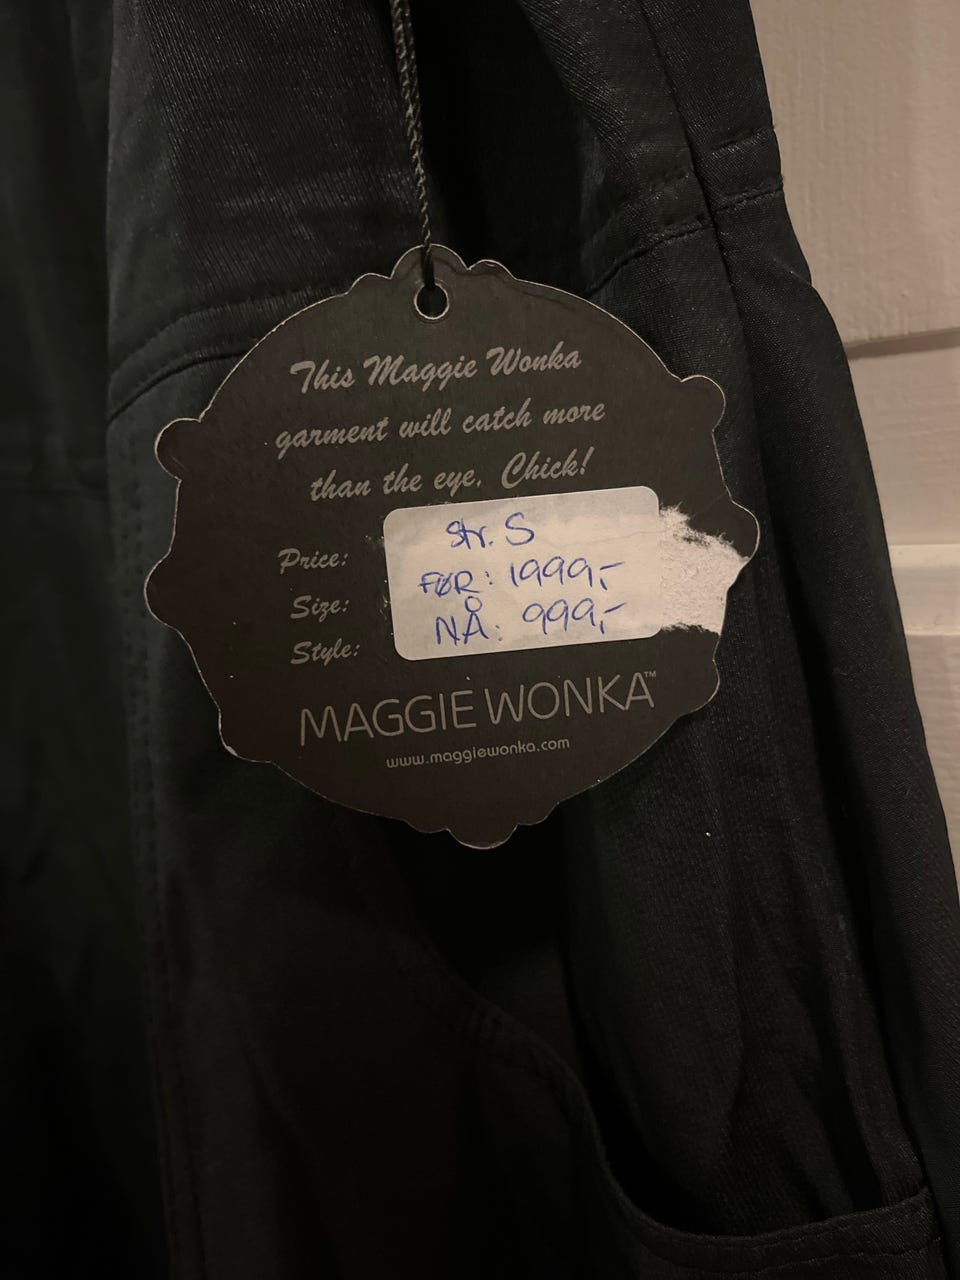 This Maggie Wonka
garment will catch more
than the eye, Chick!
Price:
Size:
Style:
str. S
FØR: 1999,-
NÅ: 999,-
MAGGIE WONKA™
www.maggiewonka.com